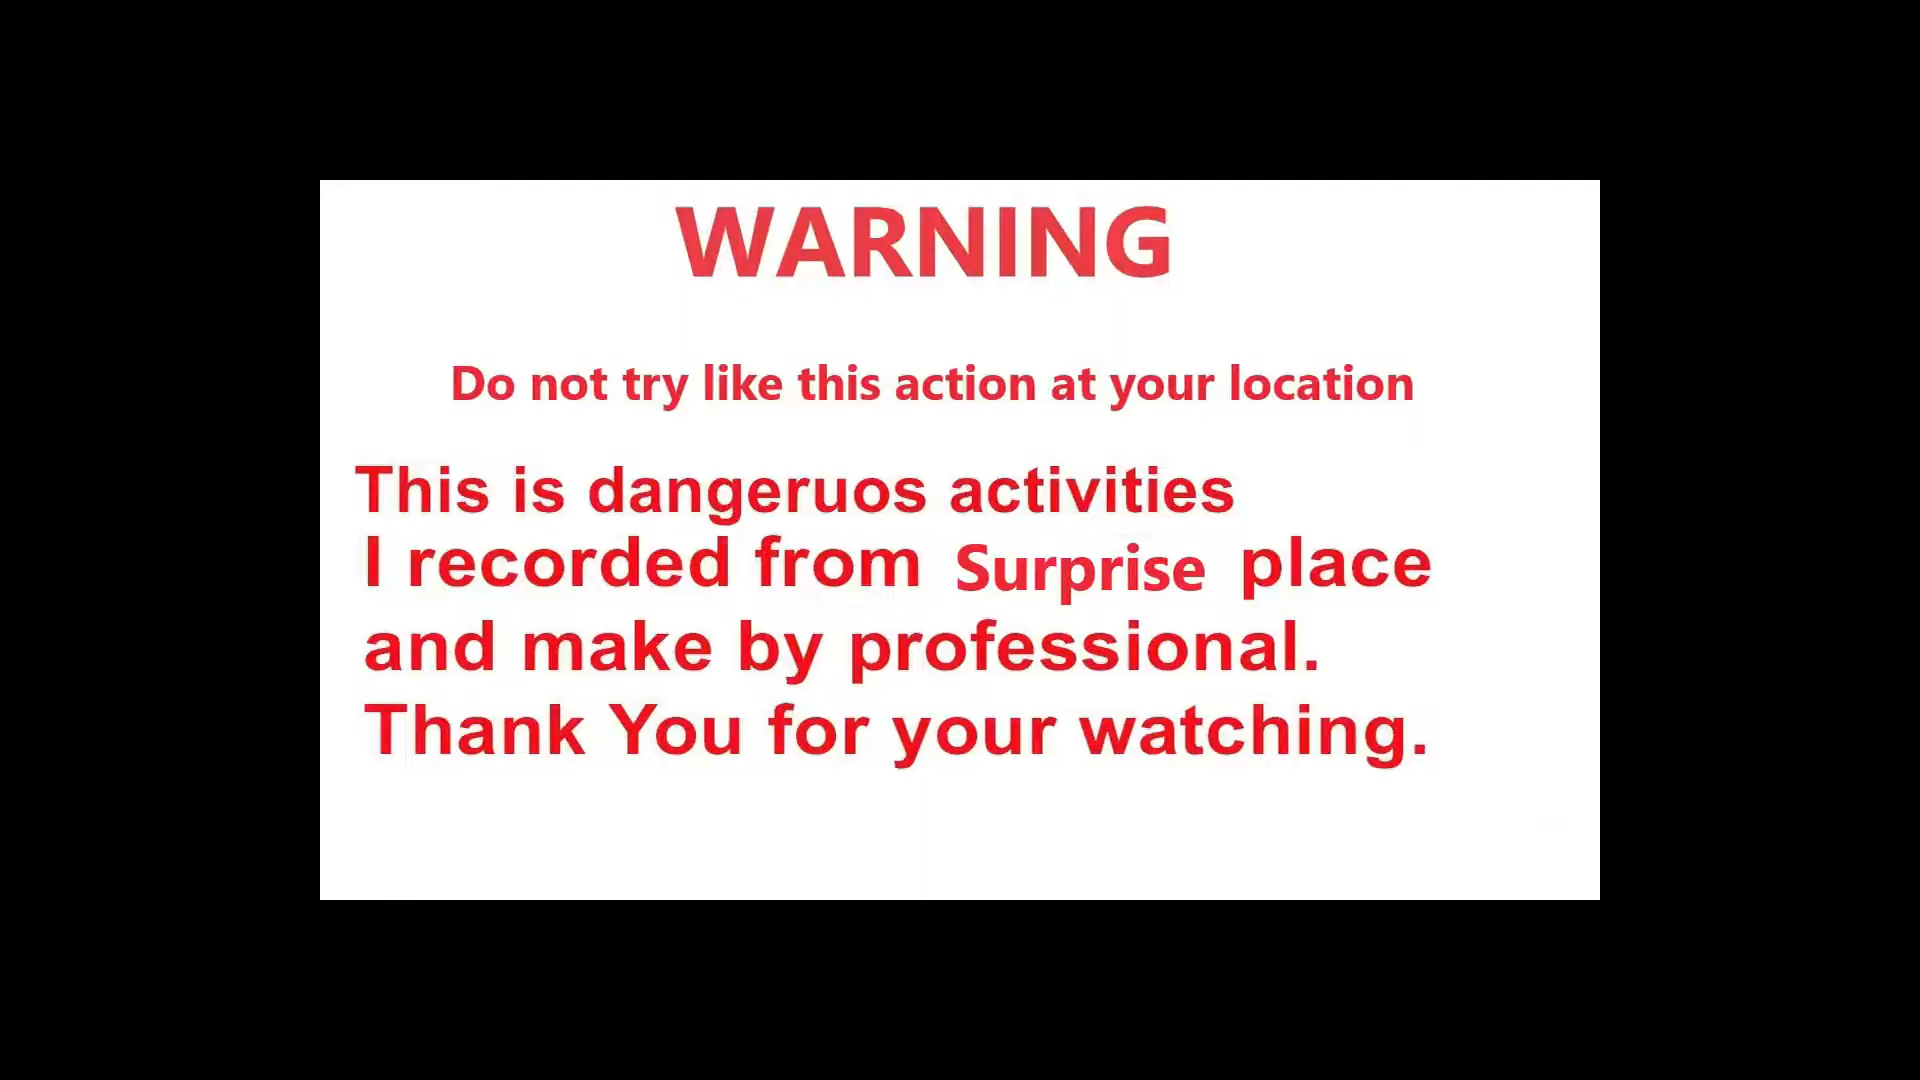 WARNING
Do not try like this action at your location
This is dangeruos activities
I recorded from Surprise place
and make by professional.
Thank You for your watching.